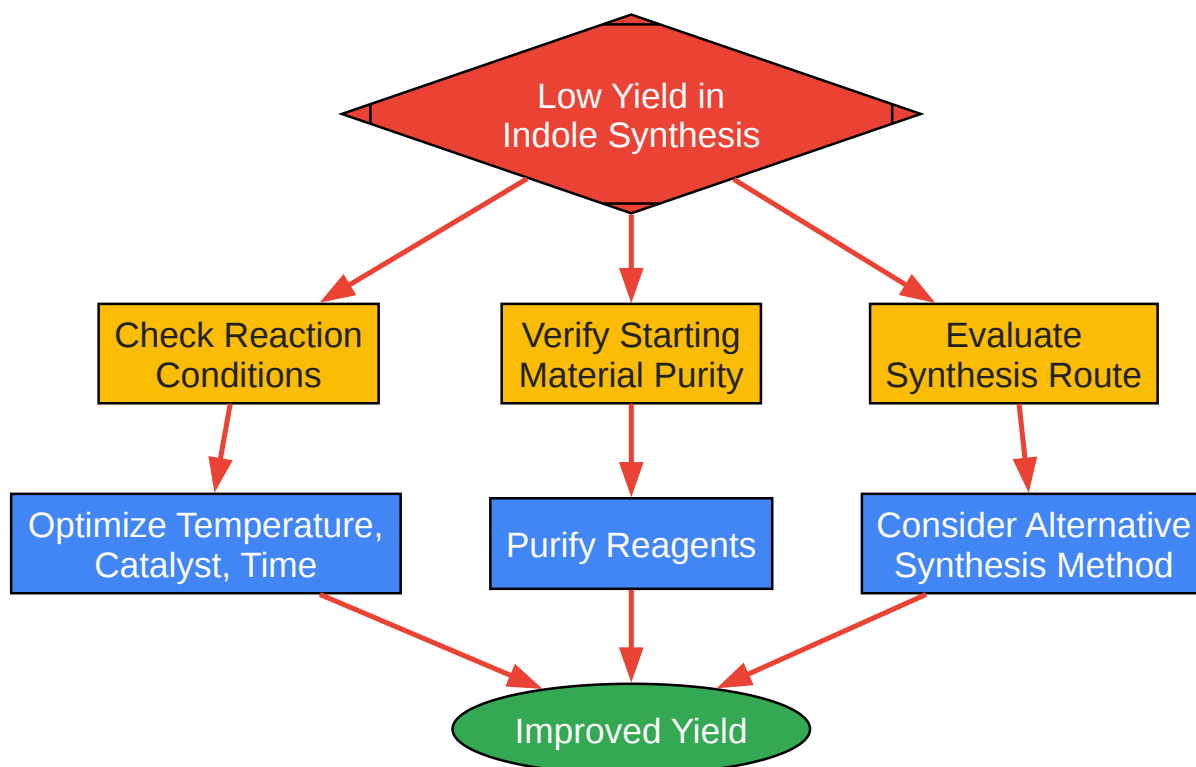 Low Yield in
Indole Synthesis
Check Reaction
Conditions
Verify Starting
Material Purity
Evaluate
Synthesis Route
Optimize Temperature,
Catalyst, Time
Purify Reagents
Consider Alternative
Synthesis Method
Improved Yield